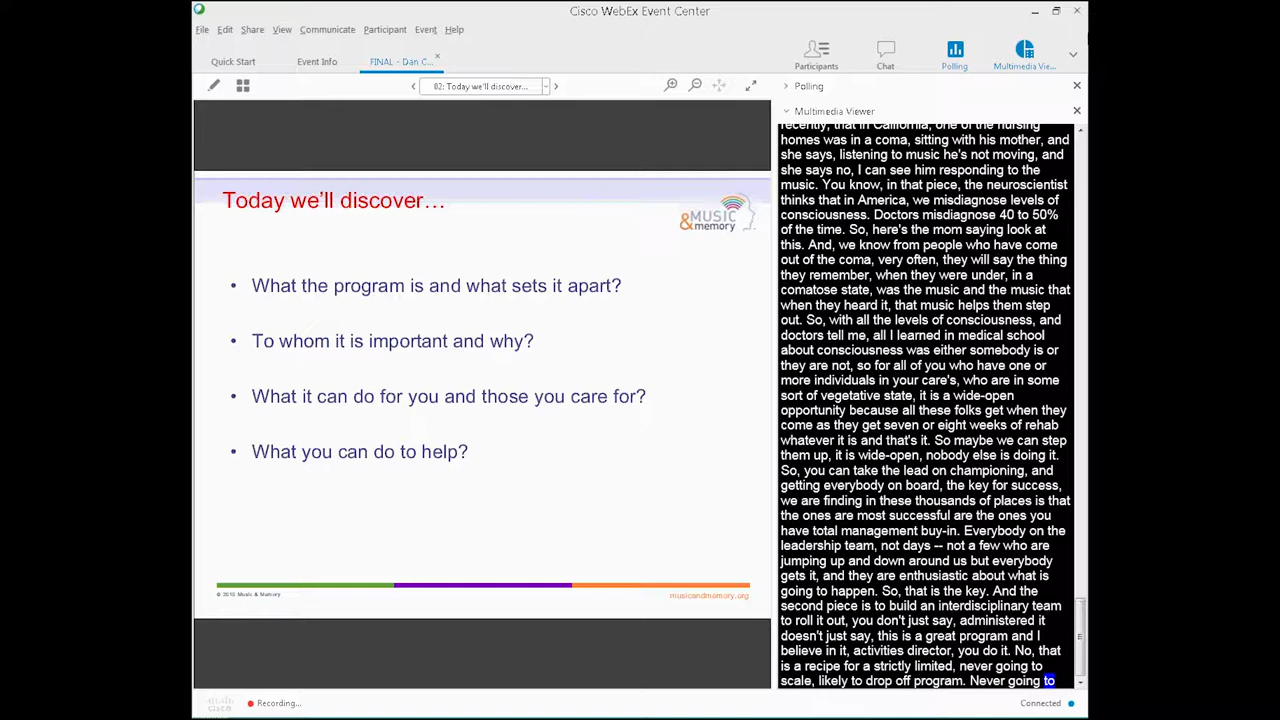 Cisco WebEx Event Center
File Edit Share View Communicate Participant Event Help
Quick Start Event Info FINAL - Dan C...
Participants Chat Polling Multimedia Vie...
02: Today we'll discover...
Polling
Multimedia Viewer
Today we'll discover…
&MUSIC
memory
• What the program is and what sets it apart?
• To whom it is important and why?
• What it can do for you and those you care for?
• What you can do to help?
© 2015 Music & Memory
musicandmemory.org
recently, that in California, one of the nursing
homes was in a coma, sitting with his mother, and
she says, listening to music he's not moving, and
she says no, I can see him responding to the
music. You know, in that piece, the neuroscientist
thinks that in America, we misdiagnose levels of
consciousness. Doctors misdiagnose 40 to 50%
of the time. So, here's the mom saying look at
this. And, we know from people who have come
out of the coma, very often, they will say the thing
they remember, when they were under, in a
comatose state, was the music and the music that
when they heard it, that music helps them step
out. So, with all the levels of consciousness, and
doctors tell me, all I learned in medical school
about consciousness was either somebody is or
they are not, so for all of you who have one or
more individuals in your care's, who are in some
sort of vegetative state, it is a wide-open
opportunity because all these folks get when they
come as they get seven or eight weeks of rehab
whatever it is and that's it. So maybe we can step
them up, it is wide-open, nobody else is doing it.
So, you can take the lead on championing, and
getting everybody on board, the key for success,
we are finding in these thousands of places is that
the ones are most successful are the ones you
have total management buy-in. Everybody on the
leadership team, not days -- not a few who are
jumping up and down around us but everybody
gets it, and they are enthusiastic about what is
going to happen. So, that is the key. And the
second piece is to build an interdisciplinary team
to roll it out, you don't just say, administered it
doesn't just say, this is a great program and I
believe in it, activities director, you do it. No, that
is a recipe for a strictly limited, never going to
scale, likely to drop off program. Never going to
Recording...
Connected